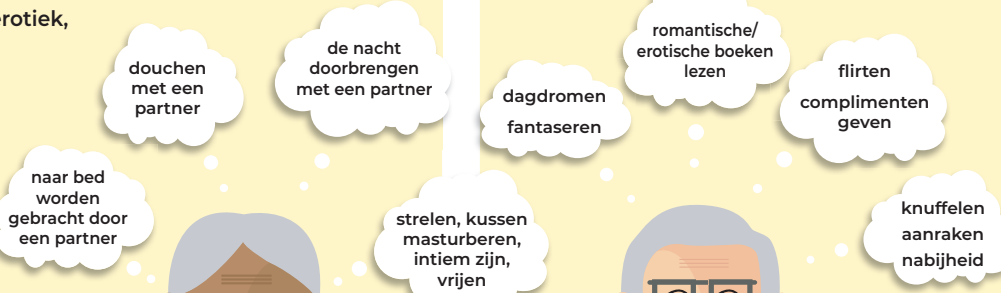 erotiek,
douchen
met een
partner
de nacht
doorbrengen
met een partner
naar bed
worden
gebracht door
een partner
strelen, kussen
masturberen,
intiem zijn,
vrijen
dagdromen
fantaseren
romantische/
erotische boeken
lezen
flirten
complimenten
geven
knuffelen
aanraken
nabijheid